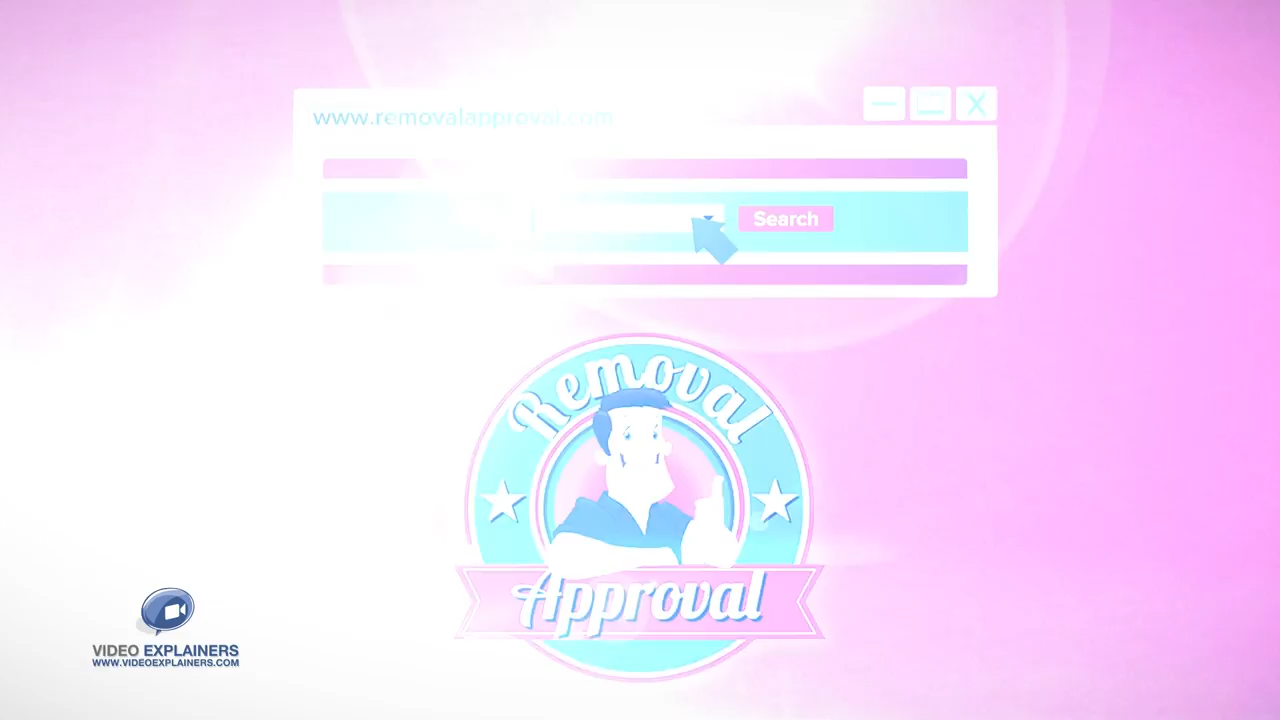 www.removalapproval.com
Search
Removal
Approval
VIDEO EXPLAINERS
WWW.VIDEOEXPLAINERS.COM